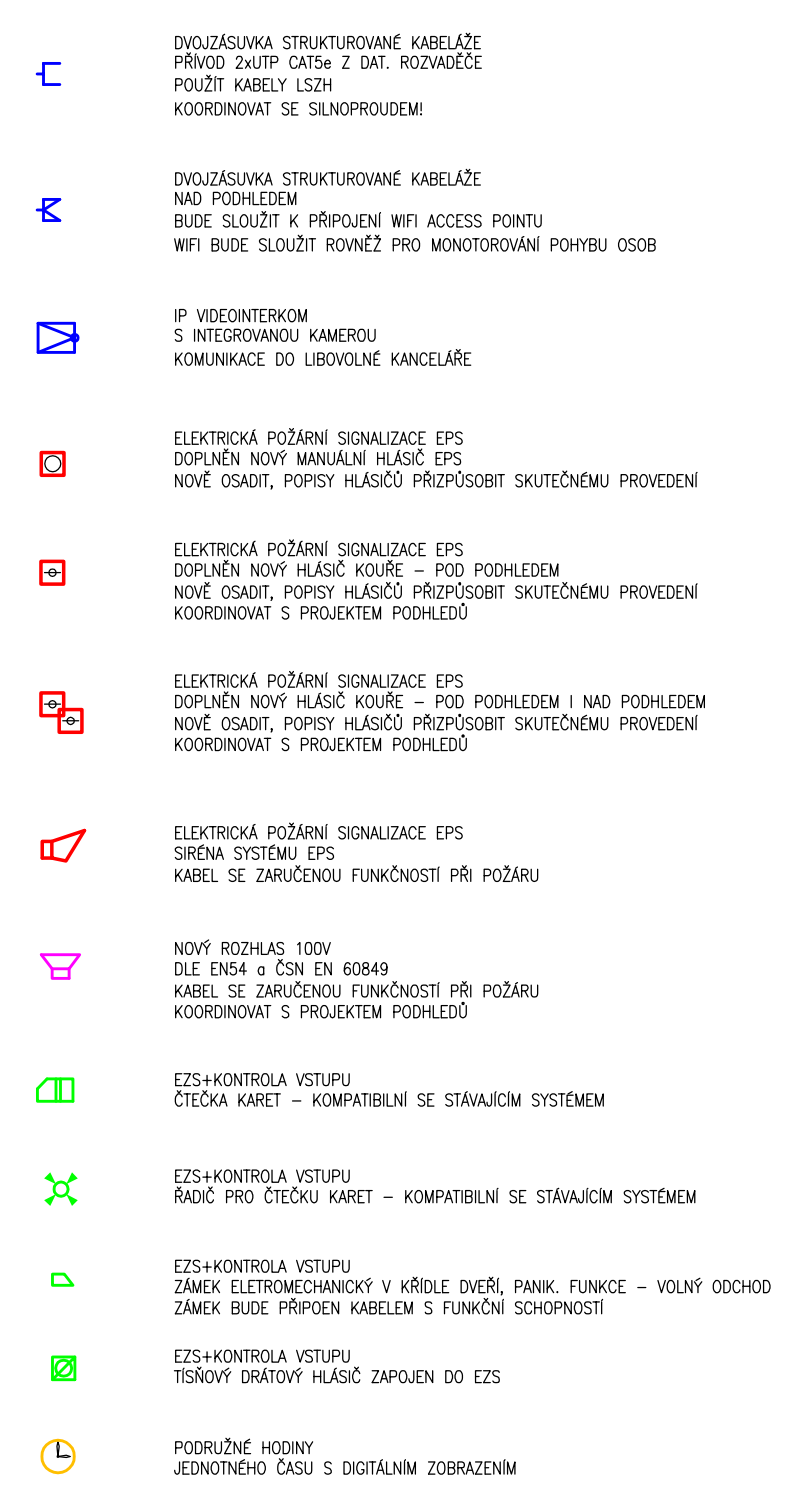 DVOJZÁSUVKA STRUKTUROVANÉ KABELÁŽE
PŘÍVOD 2xUTP CAT5e Z DAT. ROZVADĚČE
POUŽÍT KABELY LSZH
KOORDINOVAT SE SILNOPROUDEM!
DVOJZÁSUVKA STRUKTUROVANÉ KABELÁŽE
NAD PODHLEDEM
BUDE SLOUŽIT K PŘIPOJENÍ WIFI ACCESS POINTU
WIFI BUDE SLOUŽIT ROVNĚŽ PRO MONOTOROVÁNÍ POHYBU OSOB
IP VIDEOINTERKOM
S INTEGROVANOU KAMEROU
KOMUNIKACE DO LIBOVOLNÉ KANCELÁŘE
ELEKTRICKÁ POŽÁRNÍ SIGNALIZACE EPS
DOPLNĚN NOVÝ MANUÁLNÍ HLÁSIČ EPS
NOVĚ OSADIT, POPISY HLÁSIČŮ PŘIZPŮSOBIT SKUTEČNÉMU PROVEDENÍ
ELEKTRICKÁ POŽÁRNÍ SIGNALIZACE EPS
DOPLNĚN NOVÝ HLÁSIČ KOUŘE – POD PODHLEDEM
NOVĚ OSADIT, POPISY HLÁSIČŮ PŘIZPŮSOBIT SKUTEČNÉMU PROVEDENÍ
KOORDINOVAT S PROJEKTEM PODHLEDŮ
ELEKTRICKÁ POŽÁRNÍ SIGNALIZACE EPS
DOPLNĚN NOVÝ HLÁSIČ KOUŘE – POD PODHLEDEM I NAD PODHLEDEM
NOVĚ OSADIT, POPISY HLÁSIČŮ PŘIZPŮSOBIT SKUTEČNÉMU PROVEDENÍ
KOORDINOVAT S PROJEKTEM PODHLEDŮ
ELEKTRICKÁ POŽÁRNÍ SIGNALIZACE EPS
SIRÉNA SYSTÉMU EPS
KABEL SE ZARUČENOU FUNKČNOSTÍ PŘI POŽÁRU
NOVÝ ROZHLAS 100V
DLE EN54 a ČSN EN 60849
KABEL SE ZARUČENOU FUNKČNOSTÍ PŘI POŽÁRU
KOORDINOVAT S PROJEKTEM PODHLEDŮ
EZS+KONTROLA VSTUPU
ČTEČKA KARET – KOMPATIBILNÍ SE STÁVAJÍCÍM SYSTÉMEM
EZS+KONTROLA VSTUPU
ŘADIČ PRO ČTEČKU KARET – KOMPATIBILNÍ SE STÁVAJÍCÍM SYSTÉMEM
EZS+KONTROLA VSTUPU
ZÁMEK ELETROMECHANICKÝ V KŘÍDLE DVEŘÍ, PANIK. FUNKCE – VOLNÝ ODCHOD
ZÁMEK BUDE PŘIPOEN KABELEM S FUNKČNÍ SCHOPNOSTÍ
EZS+KONTROLA VSTUPU
TÍSŇOVÝ DRÁTOVÝ HLÁSIČ ZAPOJEN DO EZS
PODRUŽNÉ HODINY
JEDNOTNÉHO ČASU S DIGITÁLNÍM ZOBRAZENÍM